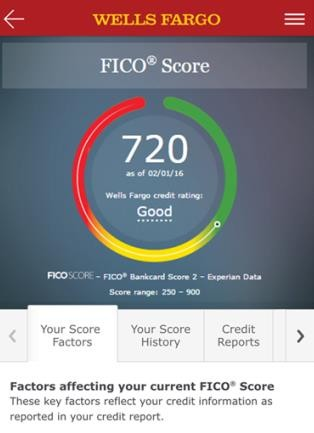 WELLS FARGO
FICO® Score
720
as of 02/01/16
Wells Fargo credit rating:
Good
FICO SCORE – FICO® Bankcard Score 2 – Experian Data
Score range: 250 – 900
Your Score Factors
Your Score History
Credit Reports
Factors affecting your current FICO® Score
These key factors reflect your credit information as
reported in your credit report.